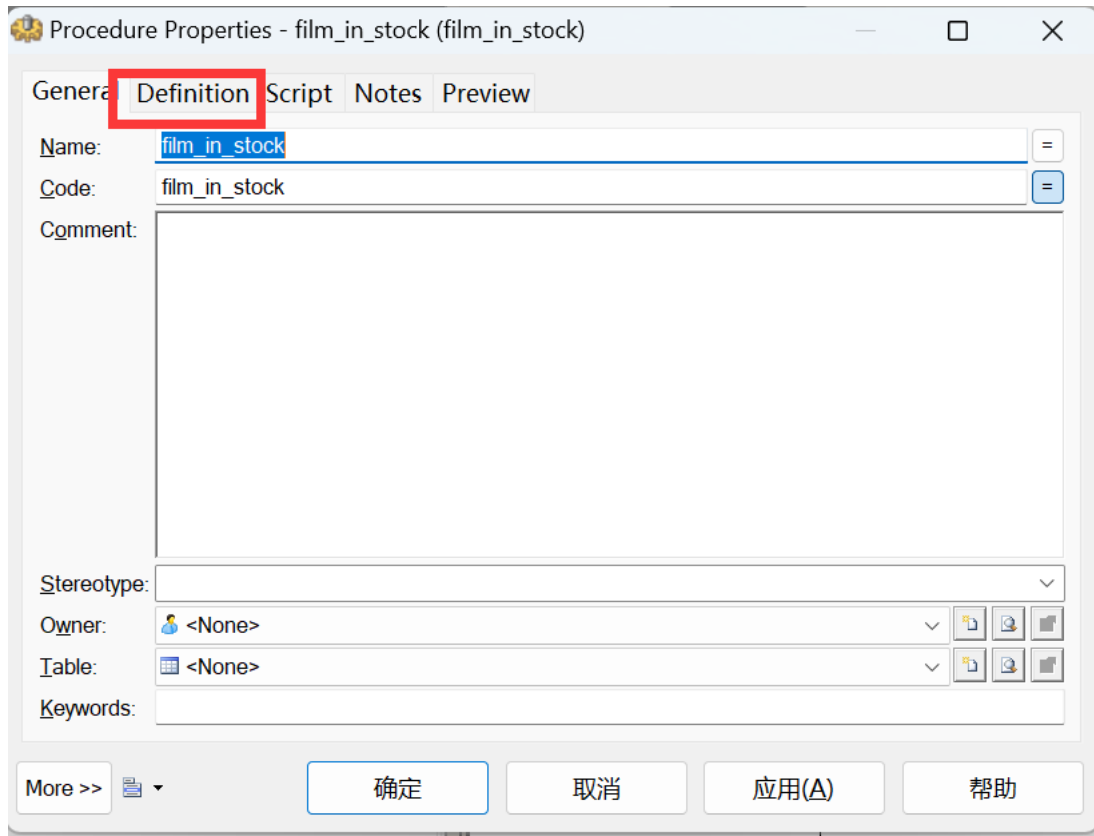 Procedure Properties - film_in_stock (film_in_stock)
General Definition Script Notes Preview
Name: film_in_stock =
Code: film_in_stock =
Comment:
Stereotype:
Owner: <None>
Table: <None>
Keywords:
More >> 确定 取消 应用(A) 帮助